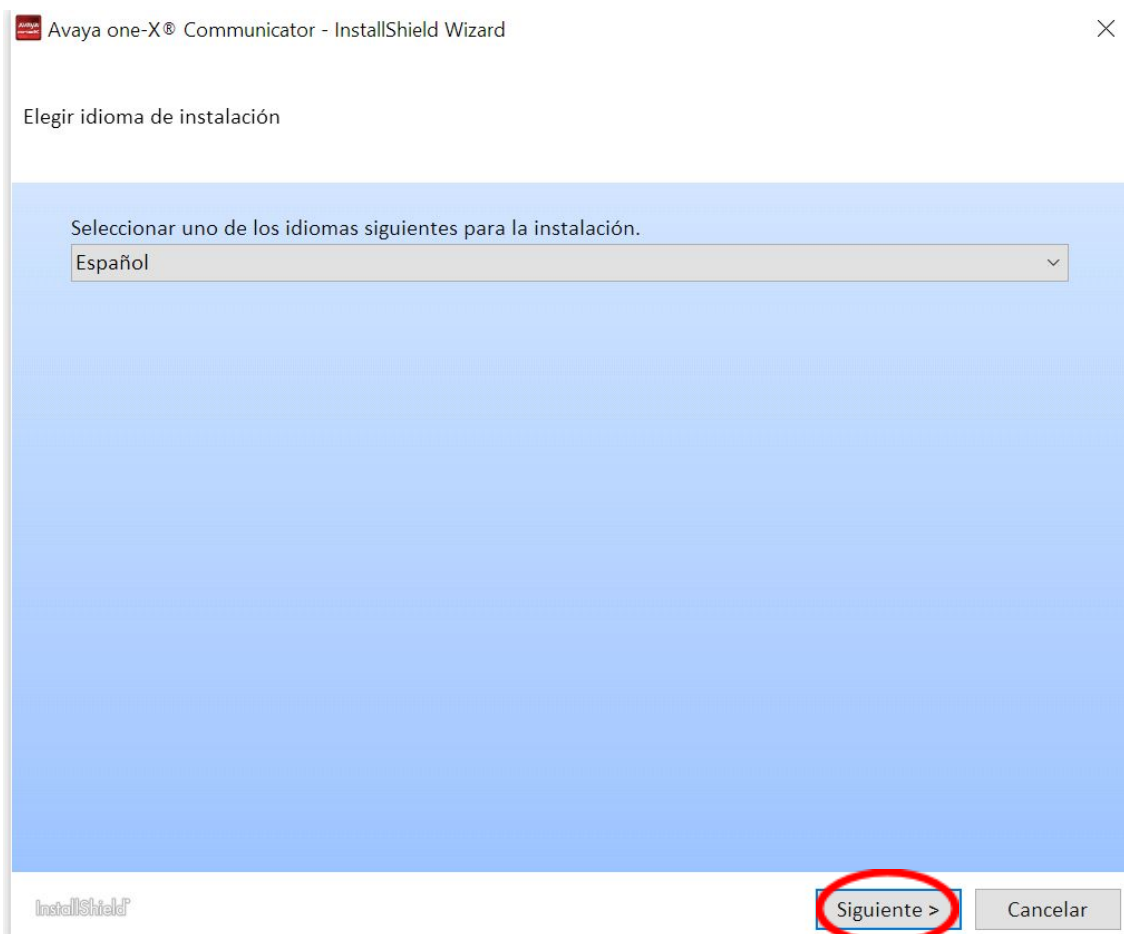 Avaya one-X® Communicator - InstallShield Wizard
Elegir idioma de instalación
Seleccionar uno de los idiomas siguientes para la instalación.
Español
InstallShield
Siguiente > Cancelar